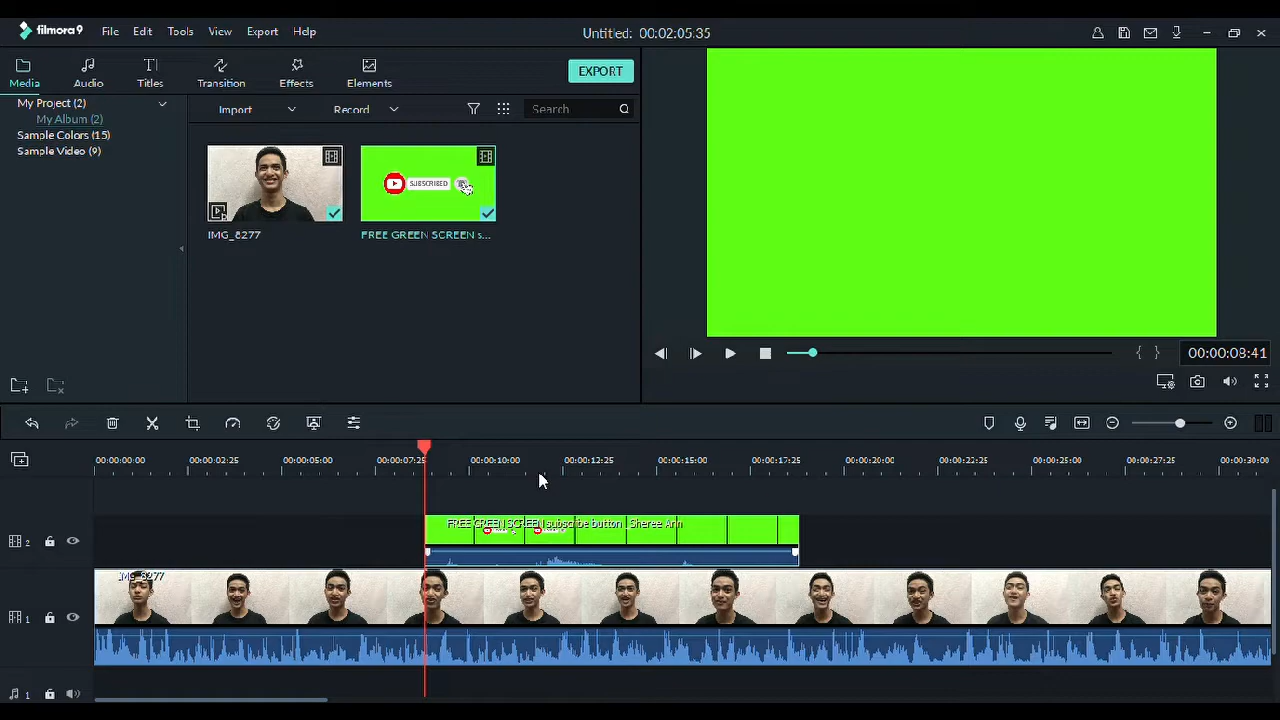 filmora9 File Edit Tools View Export Help Untitled: 00:02:05:35
Media Audio Titles Transition Effects Elements EXPORT
My Project (2)
My Album (2)
Sample Colors (15)
Sample Video (9)
Import Record Search
SUBSCRIBED
IMG_8277 FREE GREEN SCREEN s...
00:00:08:41
00:00:00:00 00:00:02:25 00:00:05:00 00:00:07:25 00:00:10:00 00:00:12:25 00:00:15:00 00:00:17:25 00:00:20:00 00:00:22:25 00:00:25:00 00:00:27:25 00:00:30:00
FREE GREEN SCREEN subscribe button | Sheree Ann
2
IMG_8277
1
1